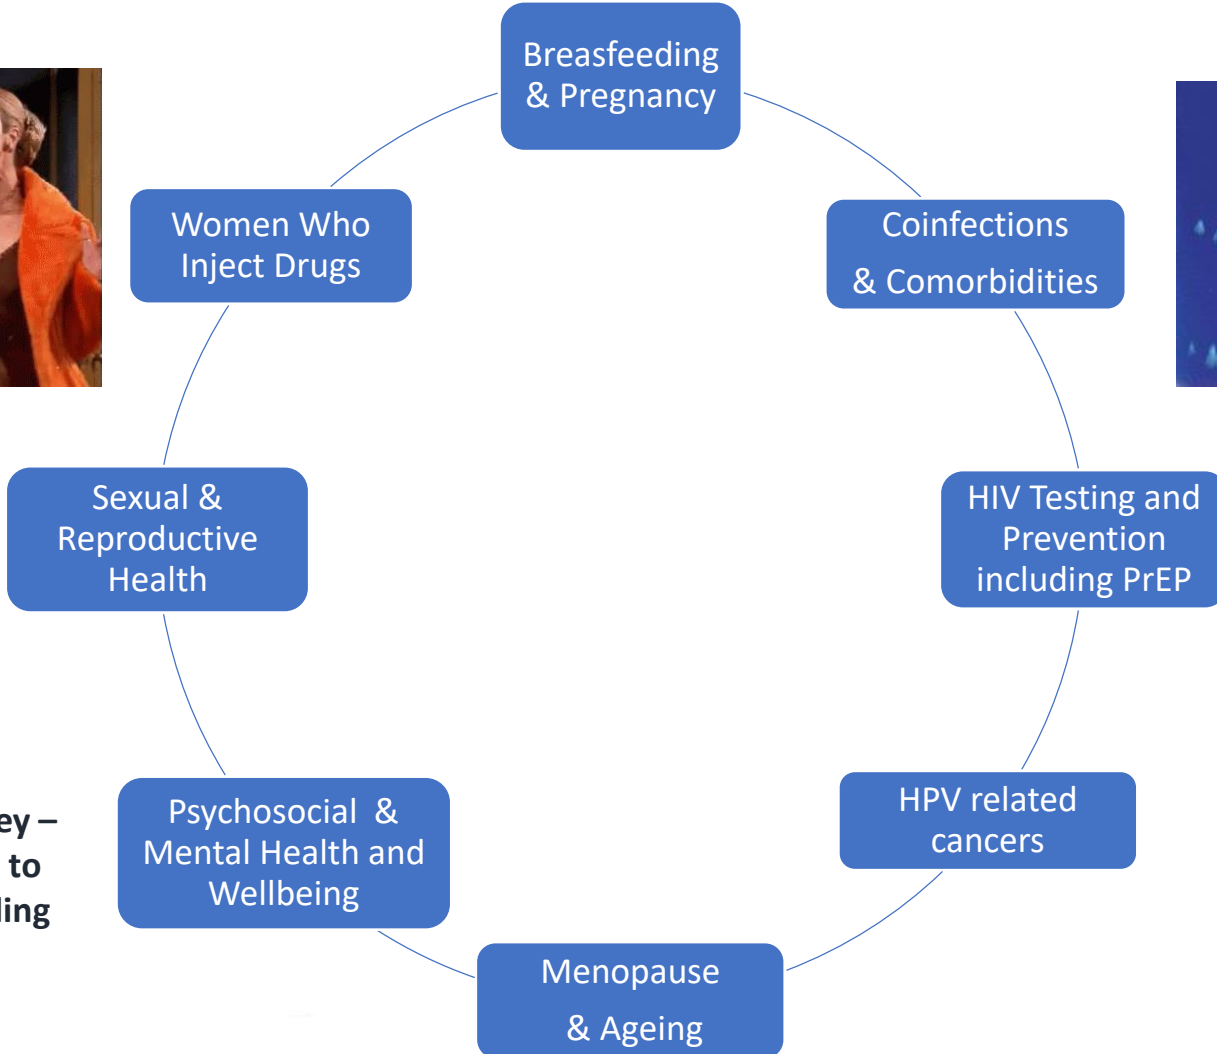 Breasfeeding
& Pregnancy
Women Who
Inject Drugs
Coinfections
& Comorbidities
Sexual &
Reproductive
Health
HIV Testing and
Prevention
including PrEP
Psychosocial & 
Mental Health and
Wellbeing
HPV related
cancers
–
to
Menopause
& Ageing